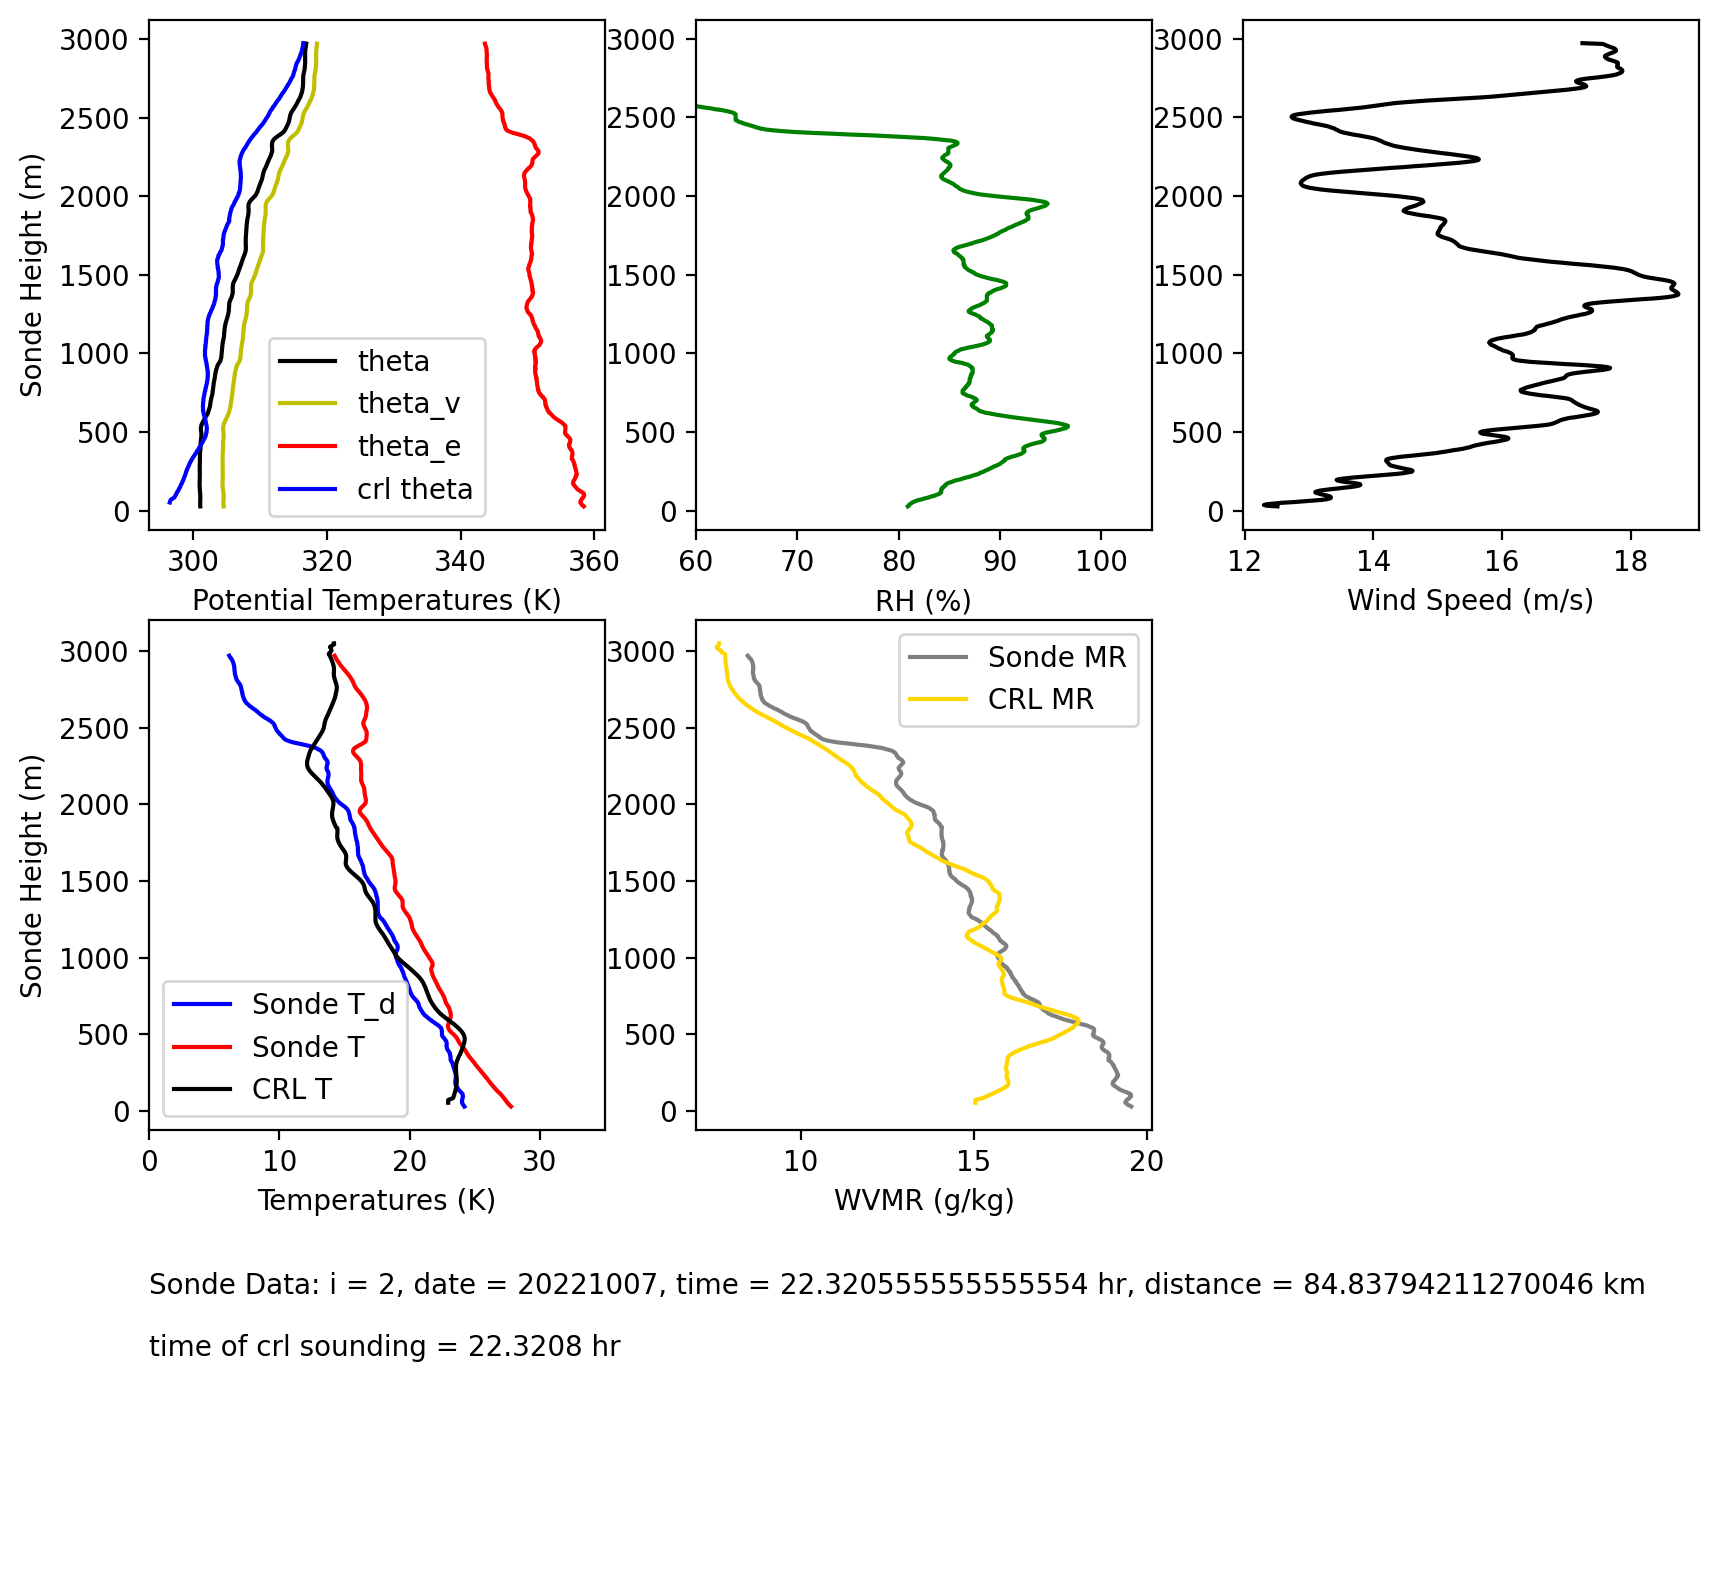 3000
2500
2000
1500
1000
500
0
Sonde Height (m)
300 320 340 360
Potential Temperatures (K)
theta
theta_v
theta_e
crl theta
3000
2500
2000
1500
1000
500
0
60 70 80 90 100
RH (%)
3000
2500
2000
1500
1000
500
0
12 14 16 18
Wind Speed (m/s)
3000
2500
2000
1500
1000
500
0
Sonde Height (m)
0 10 20 30
Temperatures (K)
Sonde T_d
Sonde T
CRL T
3000
2500
2000
1500
1000
500
0
10 15 20
WVMR (g/kg)
Sonde MR
CRL MR
Sonde Data: i = 2, date = 20221007, time = 22.320555555555554 hr, distance = 84.83794211270046 km
time of crl sounding = 22.3208 hr